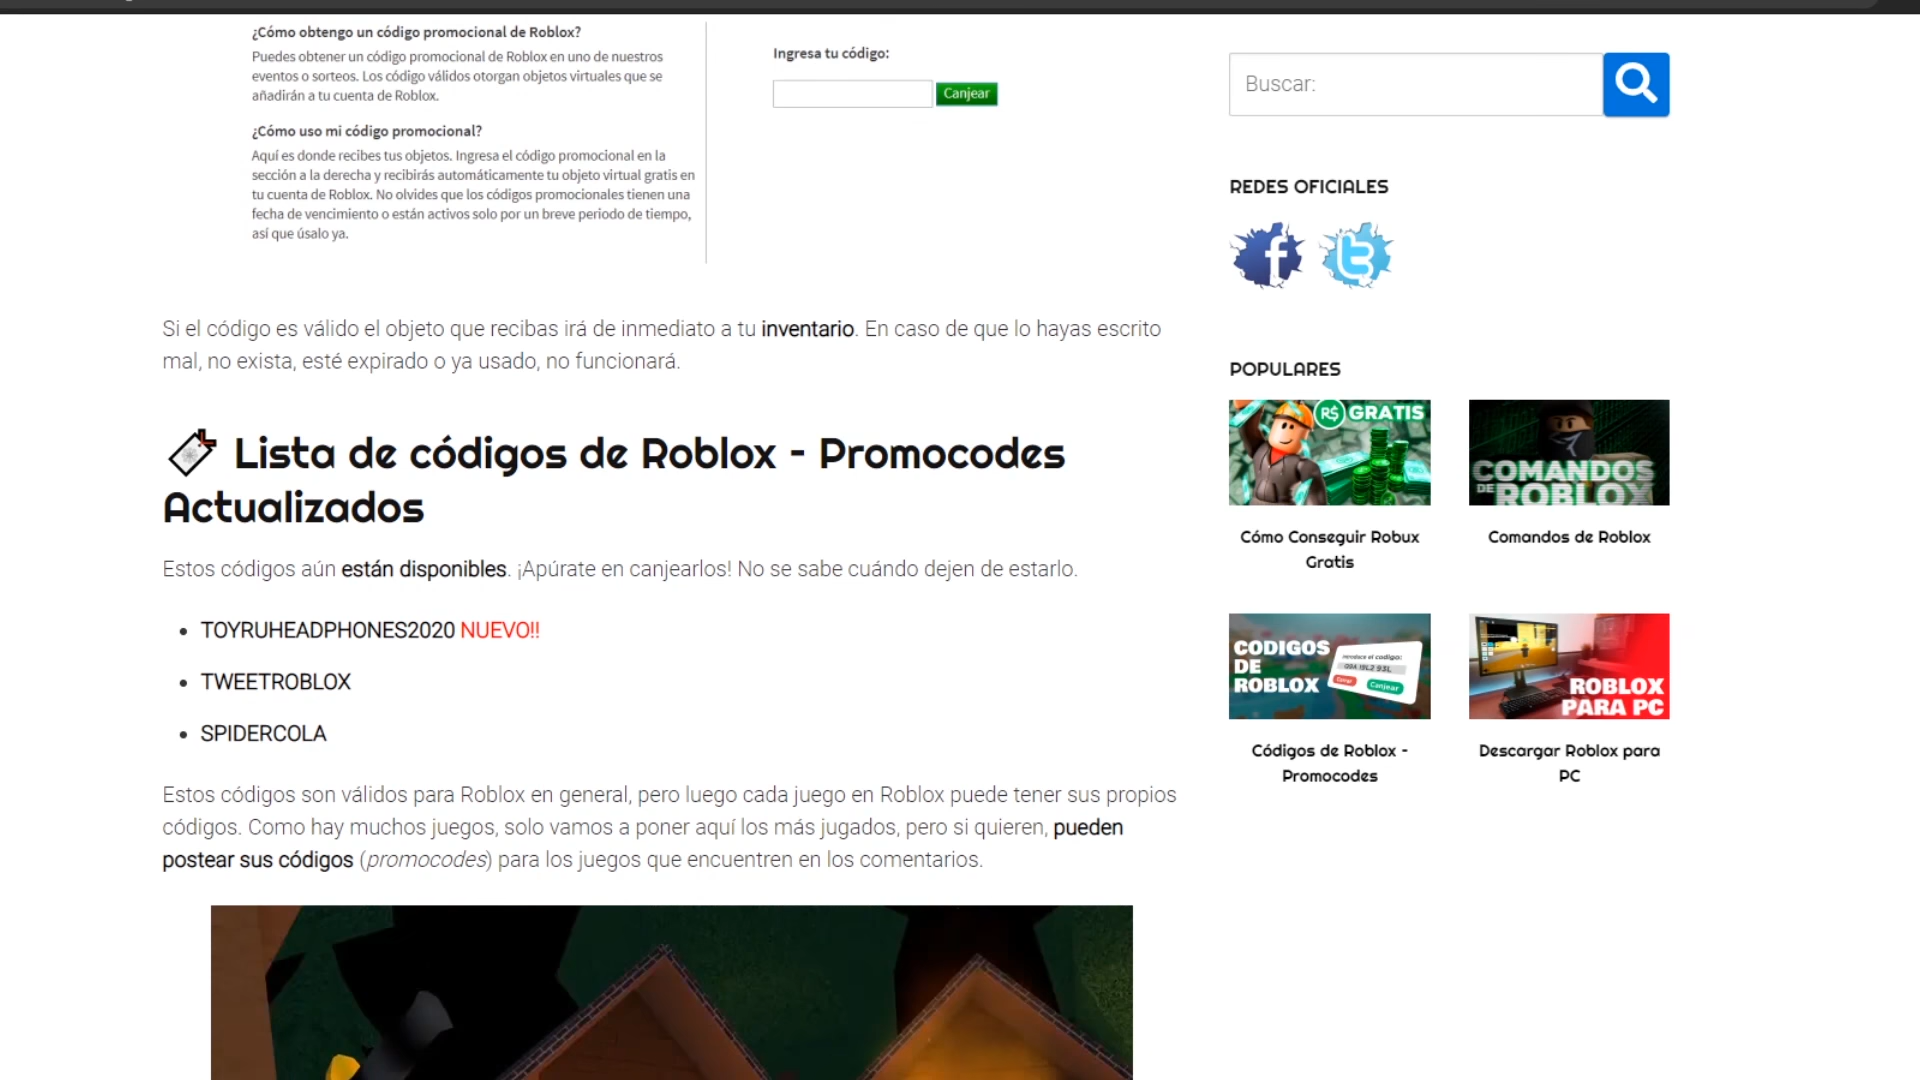 ¿Cómo obtengo un código promocional de Roblox?
Puedes obtener un código promocional de Roblox en uno de nuestros
eventos o sorteos. Los código válidos otorgan objetos virtuales que se
añadirán a tu cuenta de Roblox.
¿Cómo uso mi código promocional?
Aquí es donde recibes tus objetos. Ingresa el código promocional en la
sección a la derecha y recibirás automáticamente tu objeto virtual gratis en
tu cuenta de Roblox. No olvides que los códigos promocionales tienen una
fecha de vencimiento o están activos solo por un breve periodo de tiempo,
así que úsalo ya.
Ingresa tu código:
Canjear
Si el código es válido el objeto que recibas irá de inmediato a tu inventario. En caso de que lo hayas escrito
mal, no exista, esté expirado o ya usado, no funcionará.
Lista de códigos de Roblox - Promocodes
Actualizados
Estos códigos aún están disponibles. ¡Apúrate en canjearlos! No se sabe cuándo dejen de estarlo.
• TOYRUHEADPHONES2020 NUEVO!!
• TWEETROBLOX
• SPIDERCOLA
Estos códigos son válidos para Roblox en general, pero luego cada juego en Roblox puede tener sus propios
códigos. Como hay muchos juegos, solo vamos a poner aquí los más jugados, pero si quieren, pueden
postear sus códigos (promocodes) para los juegos que encuentren en los comentarios.
Buscar:
REDES OFICIALES
f
t
POPULARES
R$ GRATIS
Cómo Conseguir Robux
Gratis
COMANDOS
DE ROBLOX
Comandos de Roblox
CODIGOS
DE
ROBLOX
Introduce el codigo:
Canjear
Códigos de Roblox -
Promocodes
ROBLOX
PARA PC
Descargar Roblox para
PC